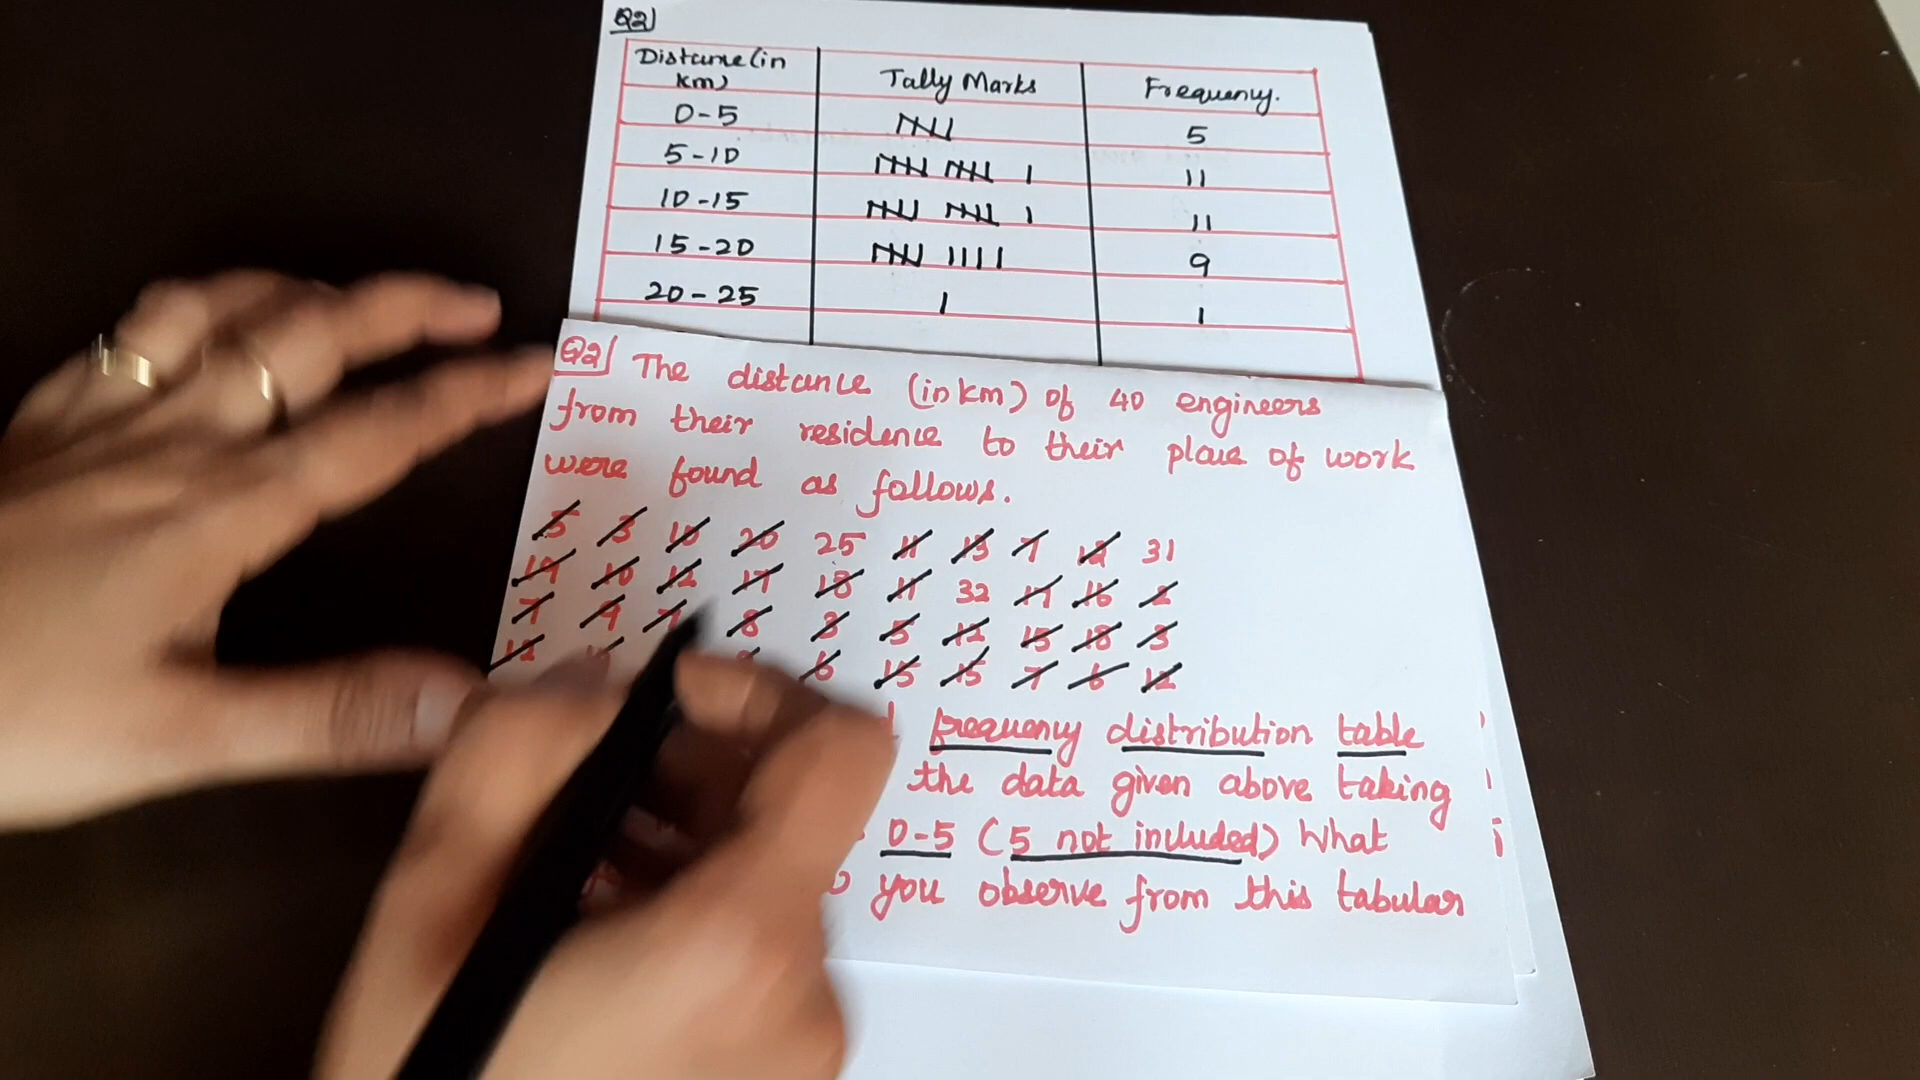 Q2)
Distance (in km) Tally Marks Frequency.
0-5 𝍸 5
5-10 𝍸 𝍸 I 11
10-15 𝍸 𝍸 I 11
15-20 𝍸 IIII 9
20-25 I 1
Q2) The distance (in km) of 40 engineers
from their residence to their place of work
were found as follows.
5 3 10 20 25 11 13 7 12 31
19 10 12 17 18 11 32 17 16 2
7 9 7 8 3 5 12 15 18 3
12 6 15 15 7 6 12
frequency distribution table
the data given above taking
0-5 (5 not included) What
you observe from this tabular